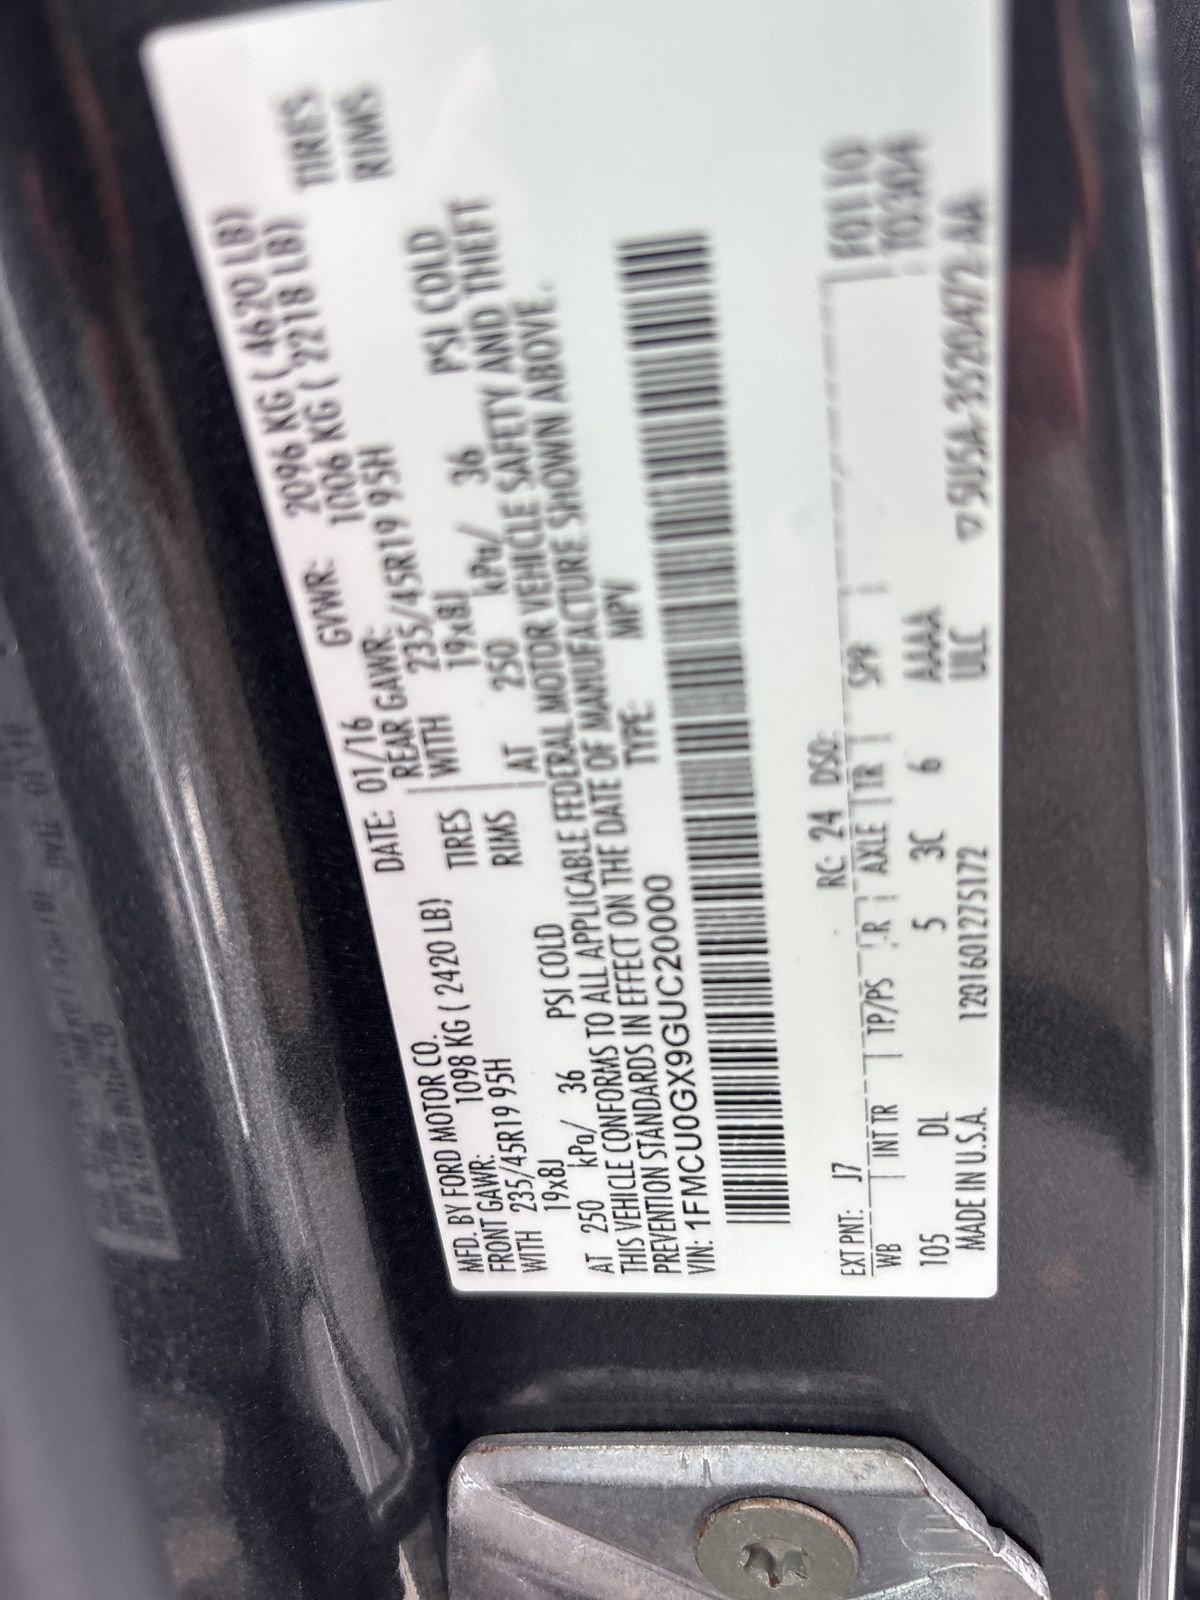 MFD. BY FORD MOTOR CO.
DATE: 01/16
GVWR: 2096 KG ( 4620 LB)
FRONT GAWR: 1098 KG ( 2420 LB)
REAR GAWR: 1006 KG ( 2218 LB)
WITH 235/45R19 95H TIRES
WITH 235/45R19 95H TIRES
19x8J RIMS
19x8J RIMS
AT 250 kPa/ 36 PSI COLD
AT 250 kPa/ 36 PSI COLD
THIS VEHICLE CONFORMS TO ALL APPLICABLE FEDERAL MOTOR VEHICLE SAFETY AND THEFT
PREVENTION STANDARDS IN EFFECT ON THE DATE OF MANUFACTURE SHOWN ABOVE.
VIN: 1FMCU0GX9GUC20000
TYPE: MPV
EXT PNT: J7 RC: 24 DSO: F0110
WB INT TR TP/PS R AXLE TR SPR T0304
105 DL 5 3C 6 AAAA
MADE IN U.S.A. 1201601275172 ULC 5U5A-3520472-AA